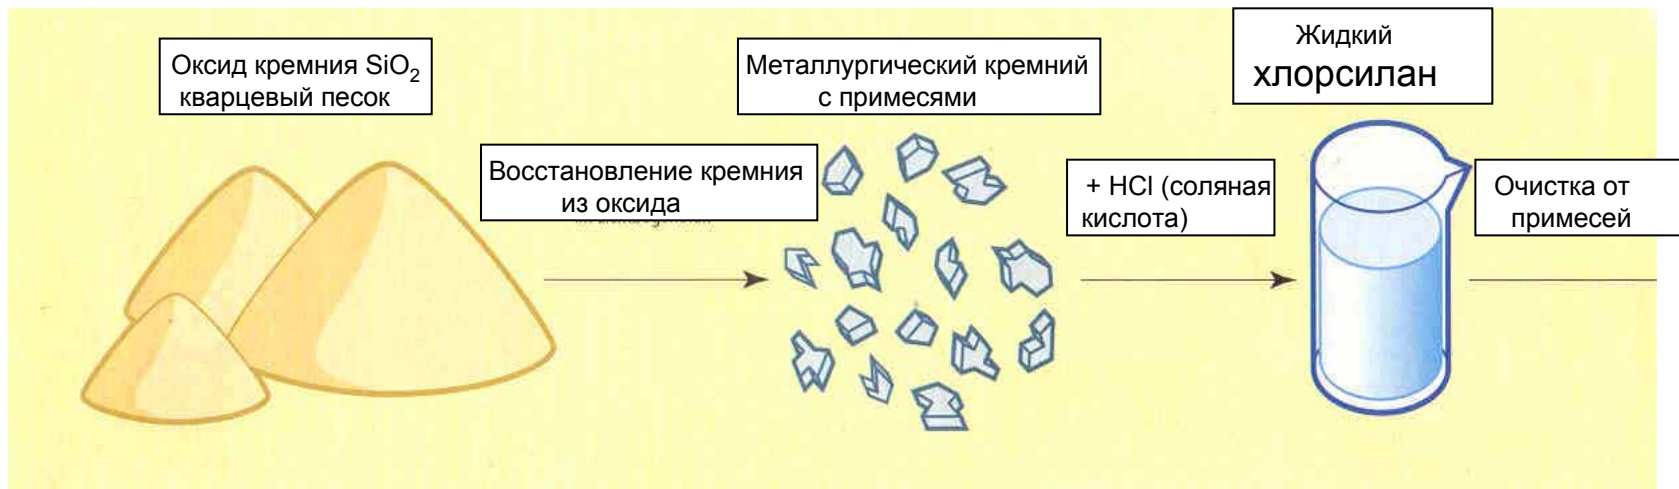 Оксид кремния SiO₂
кварцевый песок
Восстановление кремния
из оксида
Металлургический кремний
с примесями
+ HCl (соляная
кислота)
Жидкий
хлорсилан
Очистка от
примесей